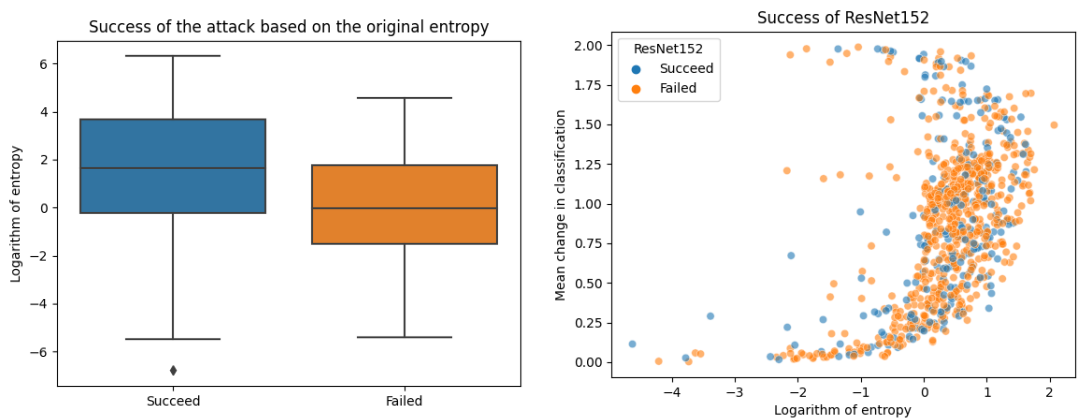 Success of the attack based on the original entropy
Logarithm of entropy
6
4
2
0
−2
−4
−6
Succeed
Failed
Success of ResNet152
Mean change in classification
2.00
1.75
1.50
1.25
1.00
0.75
0.50
0.25
0.00
ResNet152
Succeed
Failed
−4
−3
−2
−1
0
1
2
Logarithm of entropy